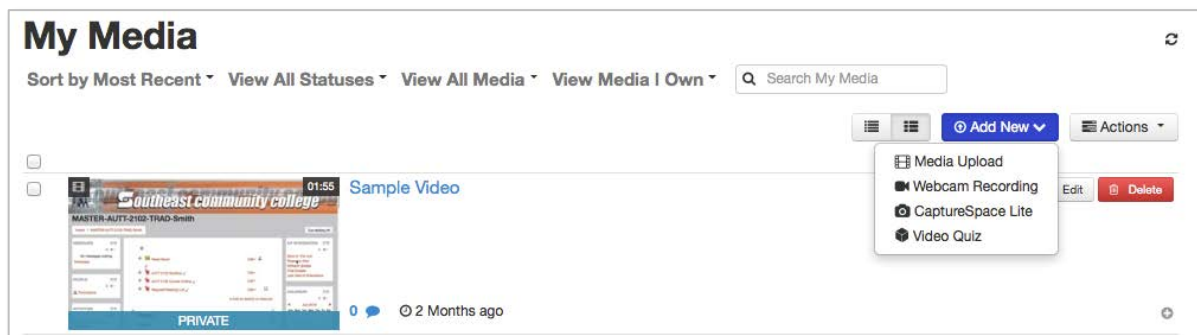 My Media
Sort by Most Recent View All Statuses View All Media View Media I Own Search My Media
Add New Actions
Media Upload
Webcam Recording
CaptureSpace Lite
Video Quiz
Edit Delete
01:55
Southeast community college
MASTER-AUTT-2102-TRAD-Smith
PRIVATE
Sample Video
0 2 Months ago